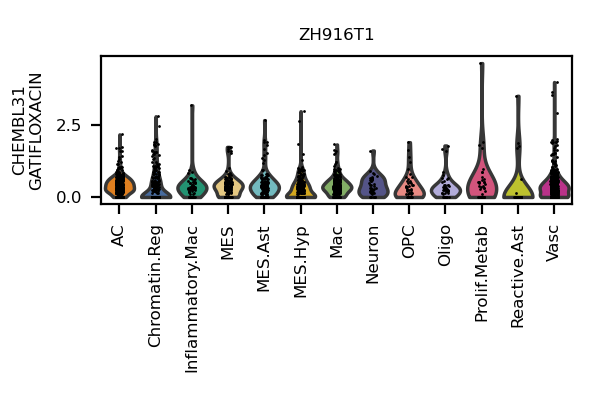 ZH916T1
CHEMBL31
GATIFLOXACIN
2.5
0.0
AC
Chromatin.Reg
Inflammatory.Mac
MES
MES.Ast
MES.Hyp
Mac
Neuron
OPC
Oligo
Prolif.Metab
Reactive.Ast
Vasc